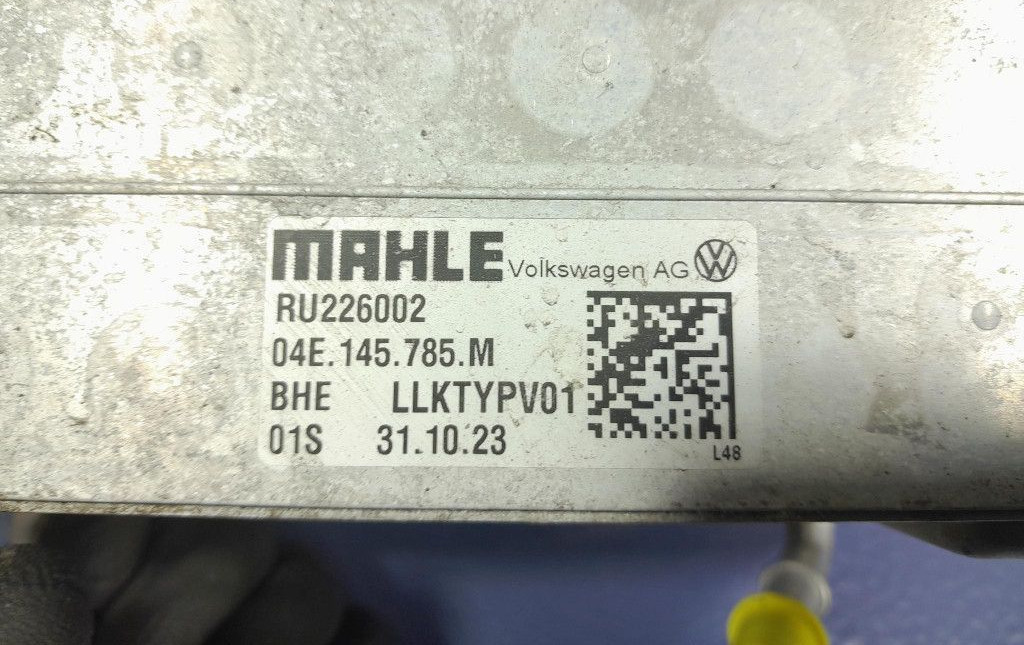 MAHLE Volkswagen AG
RU226002
04E.145.785.M
BHE LLKTYPV01
01S 31.10.23
L48